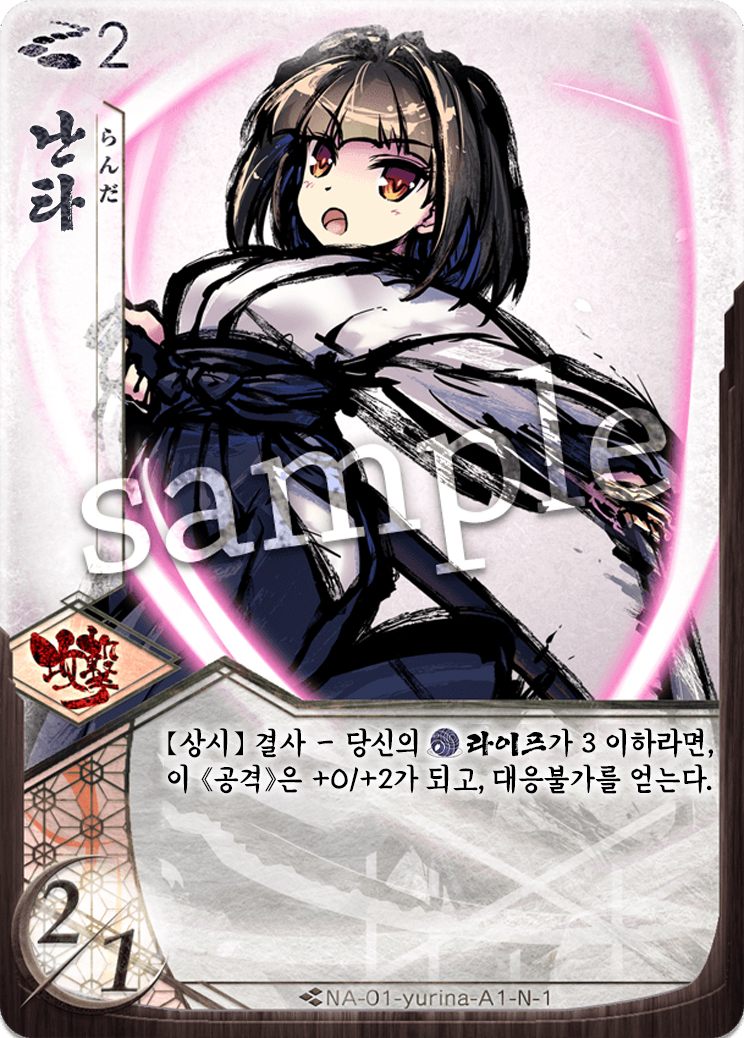 2
난타
らんだ
sample
攻撃
【상시】 결사 – 당신의 라이프가 3 이하라면,
이 《공격》은 +0/+2가 되고, 대응불가를 얻는다.
2/1
NA-01-yurina-A1-N-1